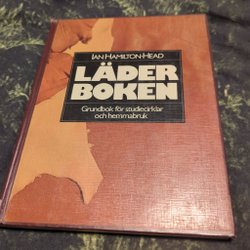 IAN HAMILTON-HEAD
LÄDER
BOKEN
Grundbok för studiecirklar
och hemmabruk